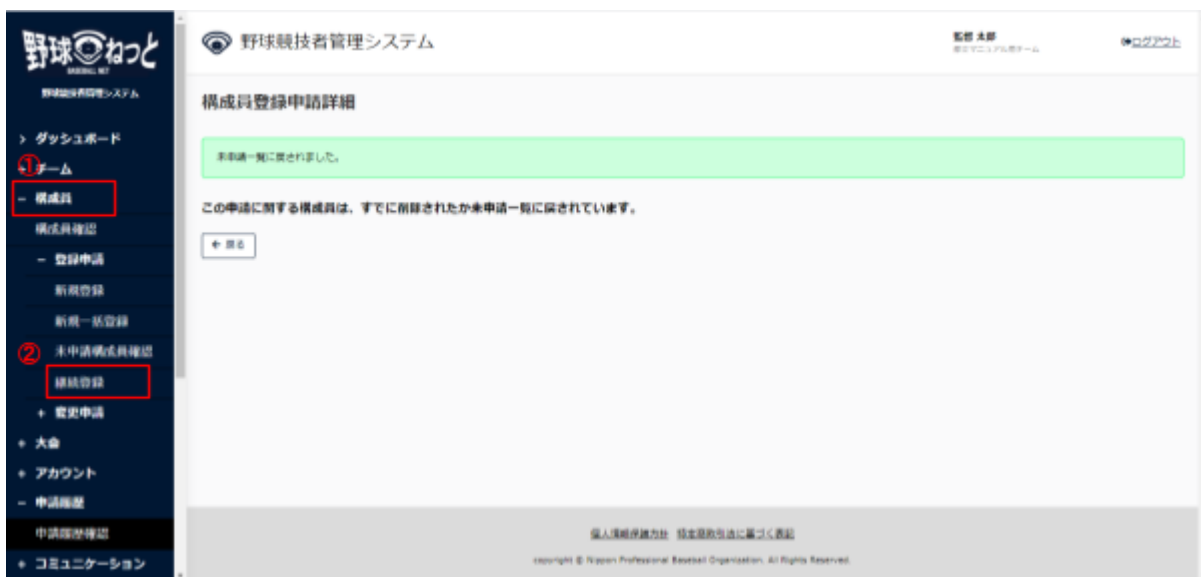 野球ねっと
BASEBALL NET
野球競技者管理システム
> ダッシュボード
①
+ チーム
− 構成員
構成員確認
− 登録申請
新規登録
新規一括登録
②
未申請構成員確認
継続登録
+ 変更申請
+ 大会
+ アカウント
− 申請履歴
申請履歴確認
+ コミュニケーション
野球競技者管理システム
監督 太郎
ログアウト
構成員登録申請詳細
未申請一覧に戻されました。
この申請に関する構成員は、すでに削除されたか未申請一覧に戻されています。
← 戻る
個人情報保護方針 特定商取引法に基づく表記
copyright © Nippon Professional Baseball Organization. All Rights Reserved.